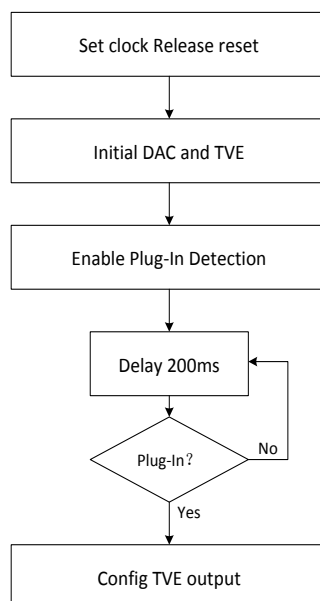 Set clock Release reset
Initial DAC and TVE
Enable Plug-In Detection
Delay 200ms
Plug-In？
No
Yes
Config TVE output